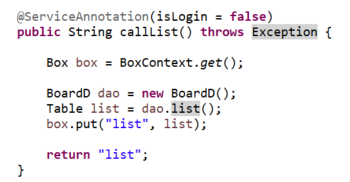 @ServiceAnnotation(isLogin = false)
public String callList() throws Exception {
Box box = BoxContext.get();
BoardD dao = new BoardD();
Table list = dao.list();
box.put("list", list);
return "list";
}